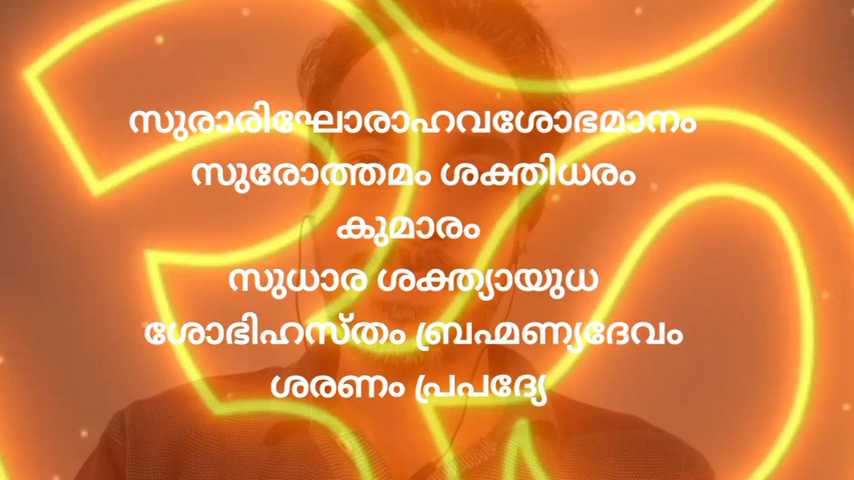 സുരാരിഘോരാഹവശോഭമാനം
സുരോത്തമം ശക്തിധരം
കുമാരം
സുധാര ശക്ത്യായുധ
ശോഭിഹസ്തം ബ്രഹ്മണ്യദേവം
ശരണം പ്രപദ്യേ